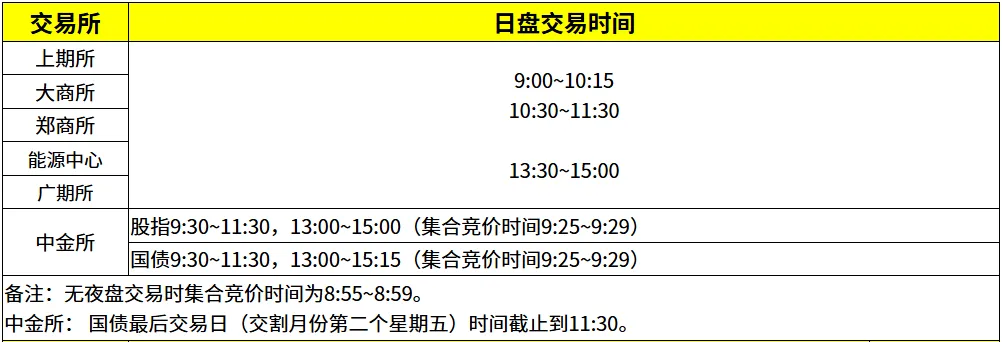 交易所 日盘交易时间
上期所
大商所
郑商所
能源中心
广期所
9:00~10:15
10:30~11:30
13:30~15:00
中金所
股指9:30~11:30，13:00~15:00（集合竞价时间9:25~9:29）
国债9:30~11:30，13:00~15:15（集合竞价时间9:25~9:29）
备注：无夜盘交易时集合竞价时间为8:55~8:59。
中金所： 国债最后交易日（交割月份第二个星期五）时间截止到11:30。